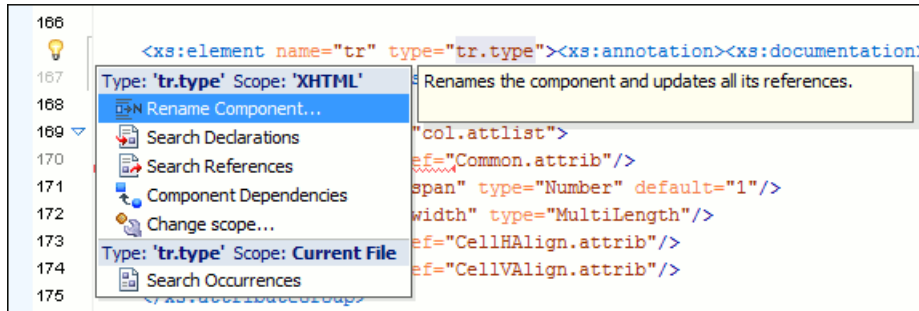 166
<xs:element name="tr" type="tr.type"><xs:annotation><xs:documentation>
167 Type: 'tr.type' Scope: 'XHTML' Renames the component and updates all its references.
168 Rename Component...
169 Search Declarations "col.attlist">
170 Search References ef="Common.attrib"/>
171 Component Dependencies span" type="Number" default="1"/>
172 Change scope... width" type="MultiLength"/>
173 Type: 'tr.type' Scope: Current File ef="CellHAlign.attrib"/>
174 Search Occurrences ef="CellVAlign.attrib"/>
175 </xs:attributeGroup>